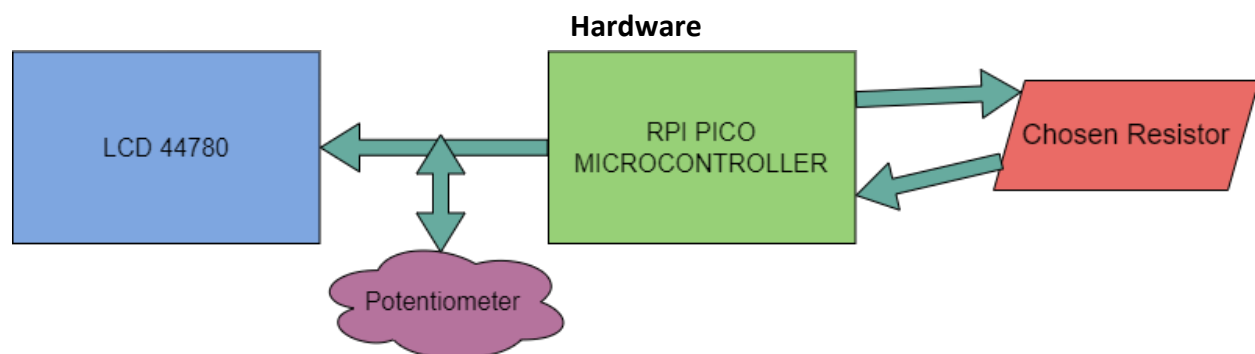 Hardware
LCD 44780
RPI PICO
MICROCONTROLLER
Chosen Resistor
Potentiometer